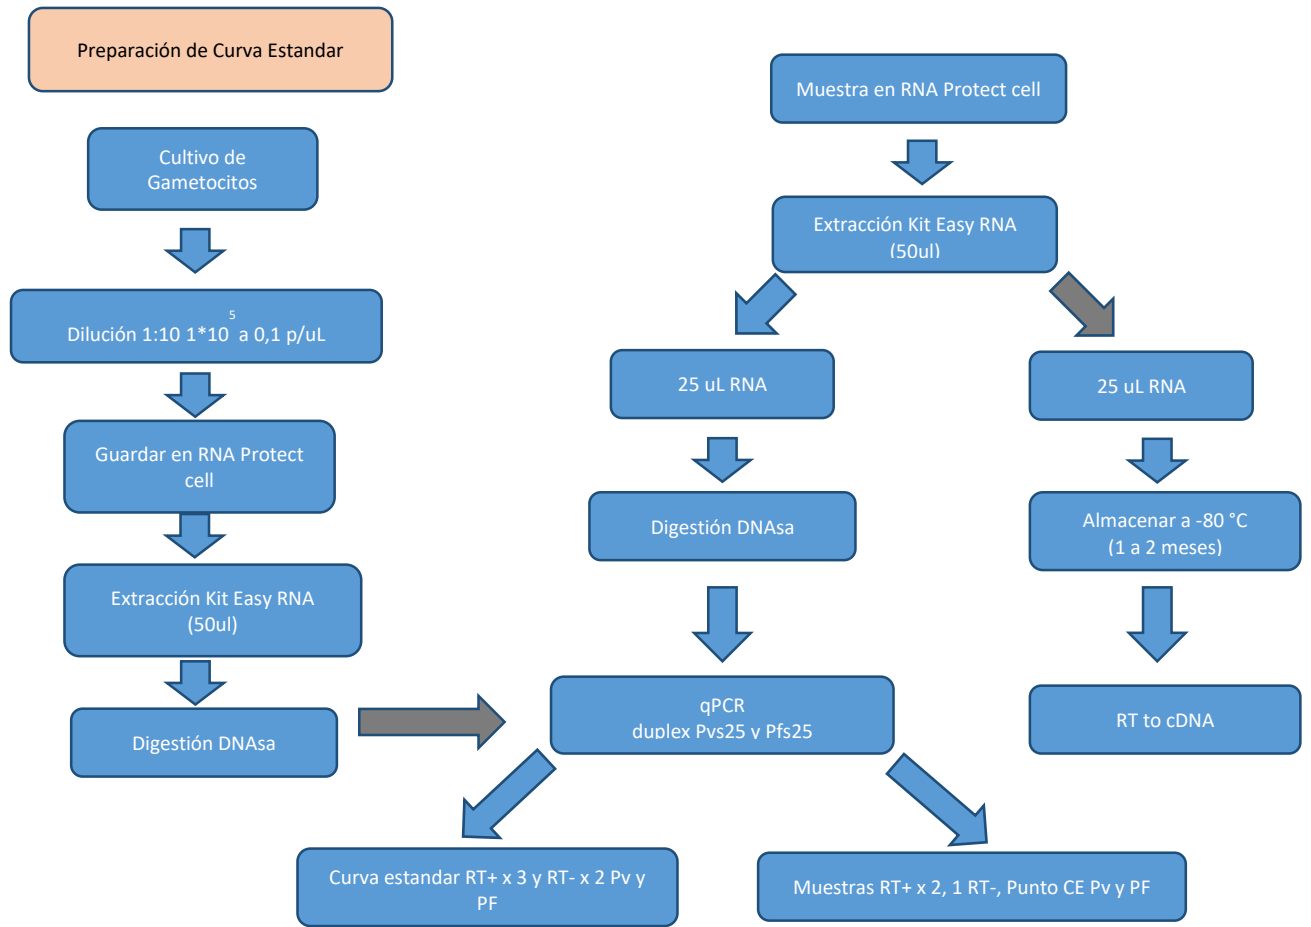 Preparación de Curva Estandar
Cultivo de
Gametocitos
Dilución 1:10 1*10⁵ a 0,1 p/uL
Guardar en RNA Protect
cell
Extracción Kit Easy RNA
(50ul)
Digestión DNAsa
Muestra en RNA Protect cell
Extracción Kit Easy RNA
(50ul)
25 uL RNA
Digestión DNAsa
25 uL RNA
Almacenar a -80 °C
(1 a 2 meses)
RT to cDNA
qPCR
duplex Pvs25 y Pfs25
Curva estandar RT+ x 3 y RT- x 2 Pv y
PF
Muestras RT+ x 2, 1 RT-, Punto CE Pv y PF